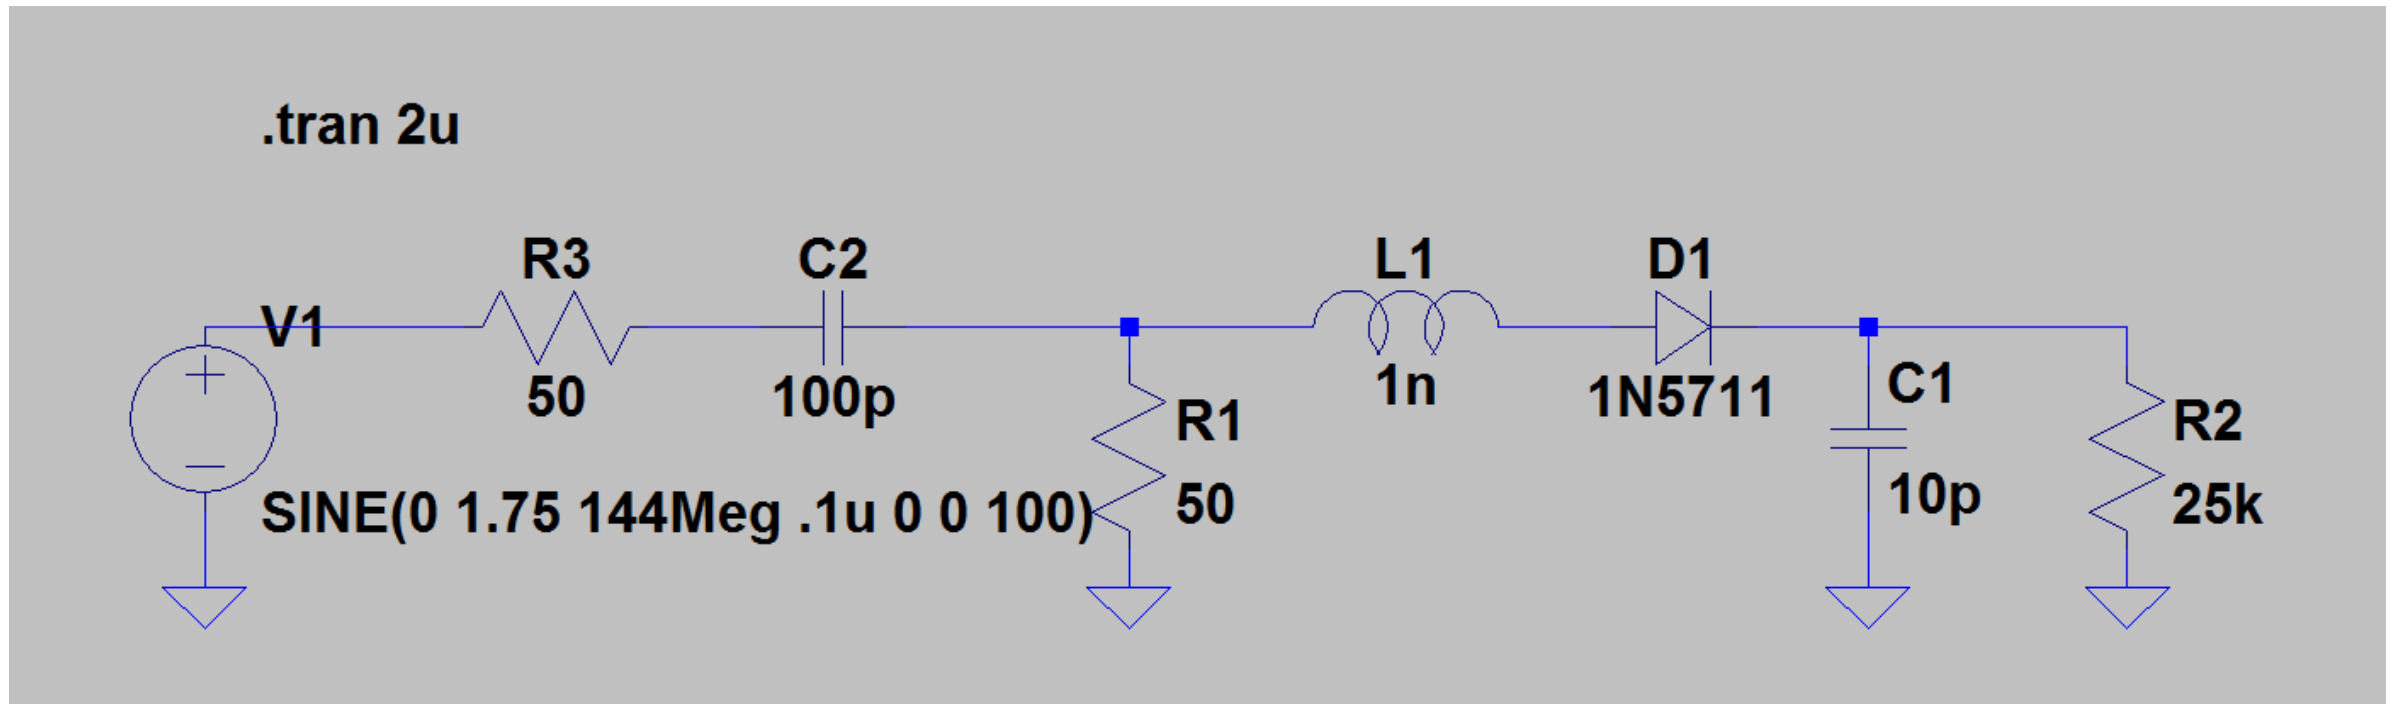 .tran 2u
R3
C2
L1
D1
V1
50
100p
1n
1N5711
C1
R1
R2
10p
50
25k
SINE(0 1.75 144Meg .1u 0 0 100)